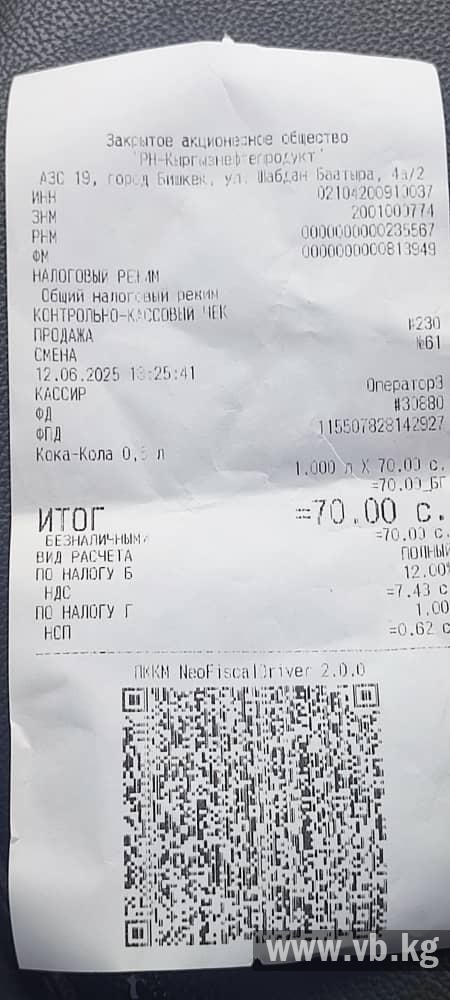 Закрытое акционерное общество
"РН-Кыргызнефтепродукт"
АЗС 19, город Бишкек, ул. Шабдан Баатыра, 4а/2
ИНН 02104200910037
ЗНМ 2001000774
РНМ 0000000000235567
ФМ 0000000000813949
НАЛОГОВЫЙ РЕЖИМ
Общий налоговый режим
КОНТРОЛЬНО-КАССОВЫЙ ЧЕК
ПРОДАЖА #230
СМЕНА №61
12.06.2025
КАССИР Оператор3
ФД #30880
ФПД 115507828142927
Кока-Кола л
1.000 л X 70.00 с.
=70.00_БГ
ИТОГ =70.00 с.
БЕЗНАЛИЧНЫМИ =70.00 с.
ВИД РАСЧЕТА ПОЛНЫЙ
ПО НАЛОГУ Б 12.00%
НДС =7.43 с
ПО НАЛОГУ Г 1.00
НСП =0.62 с
ПККМ NeoFiscalDriver 2.0.0
www.vb.kg